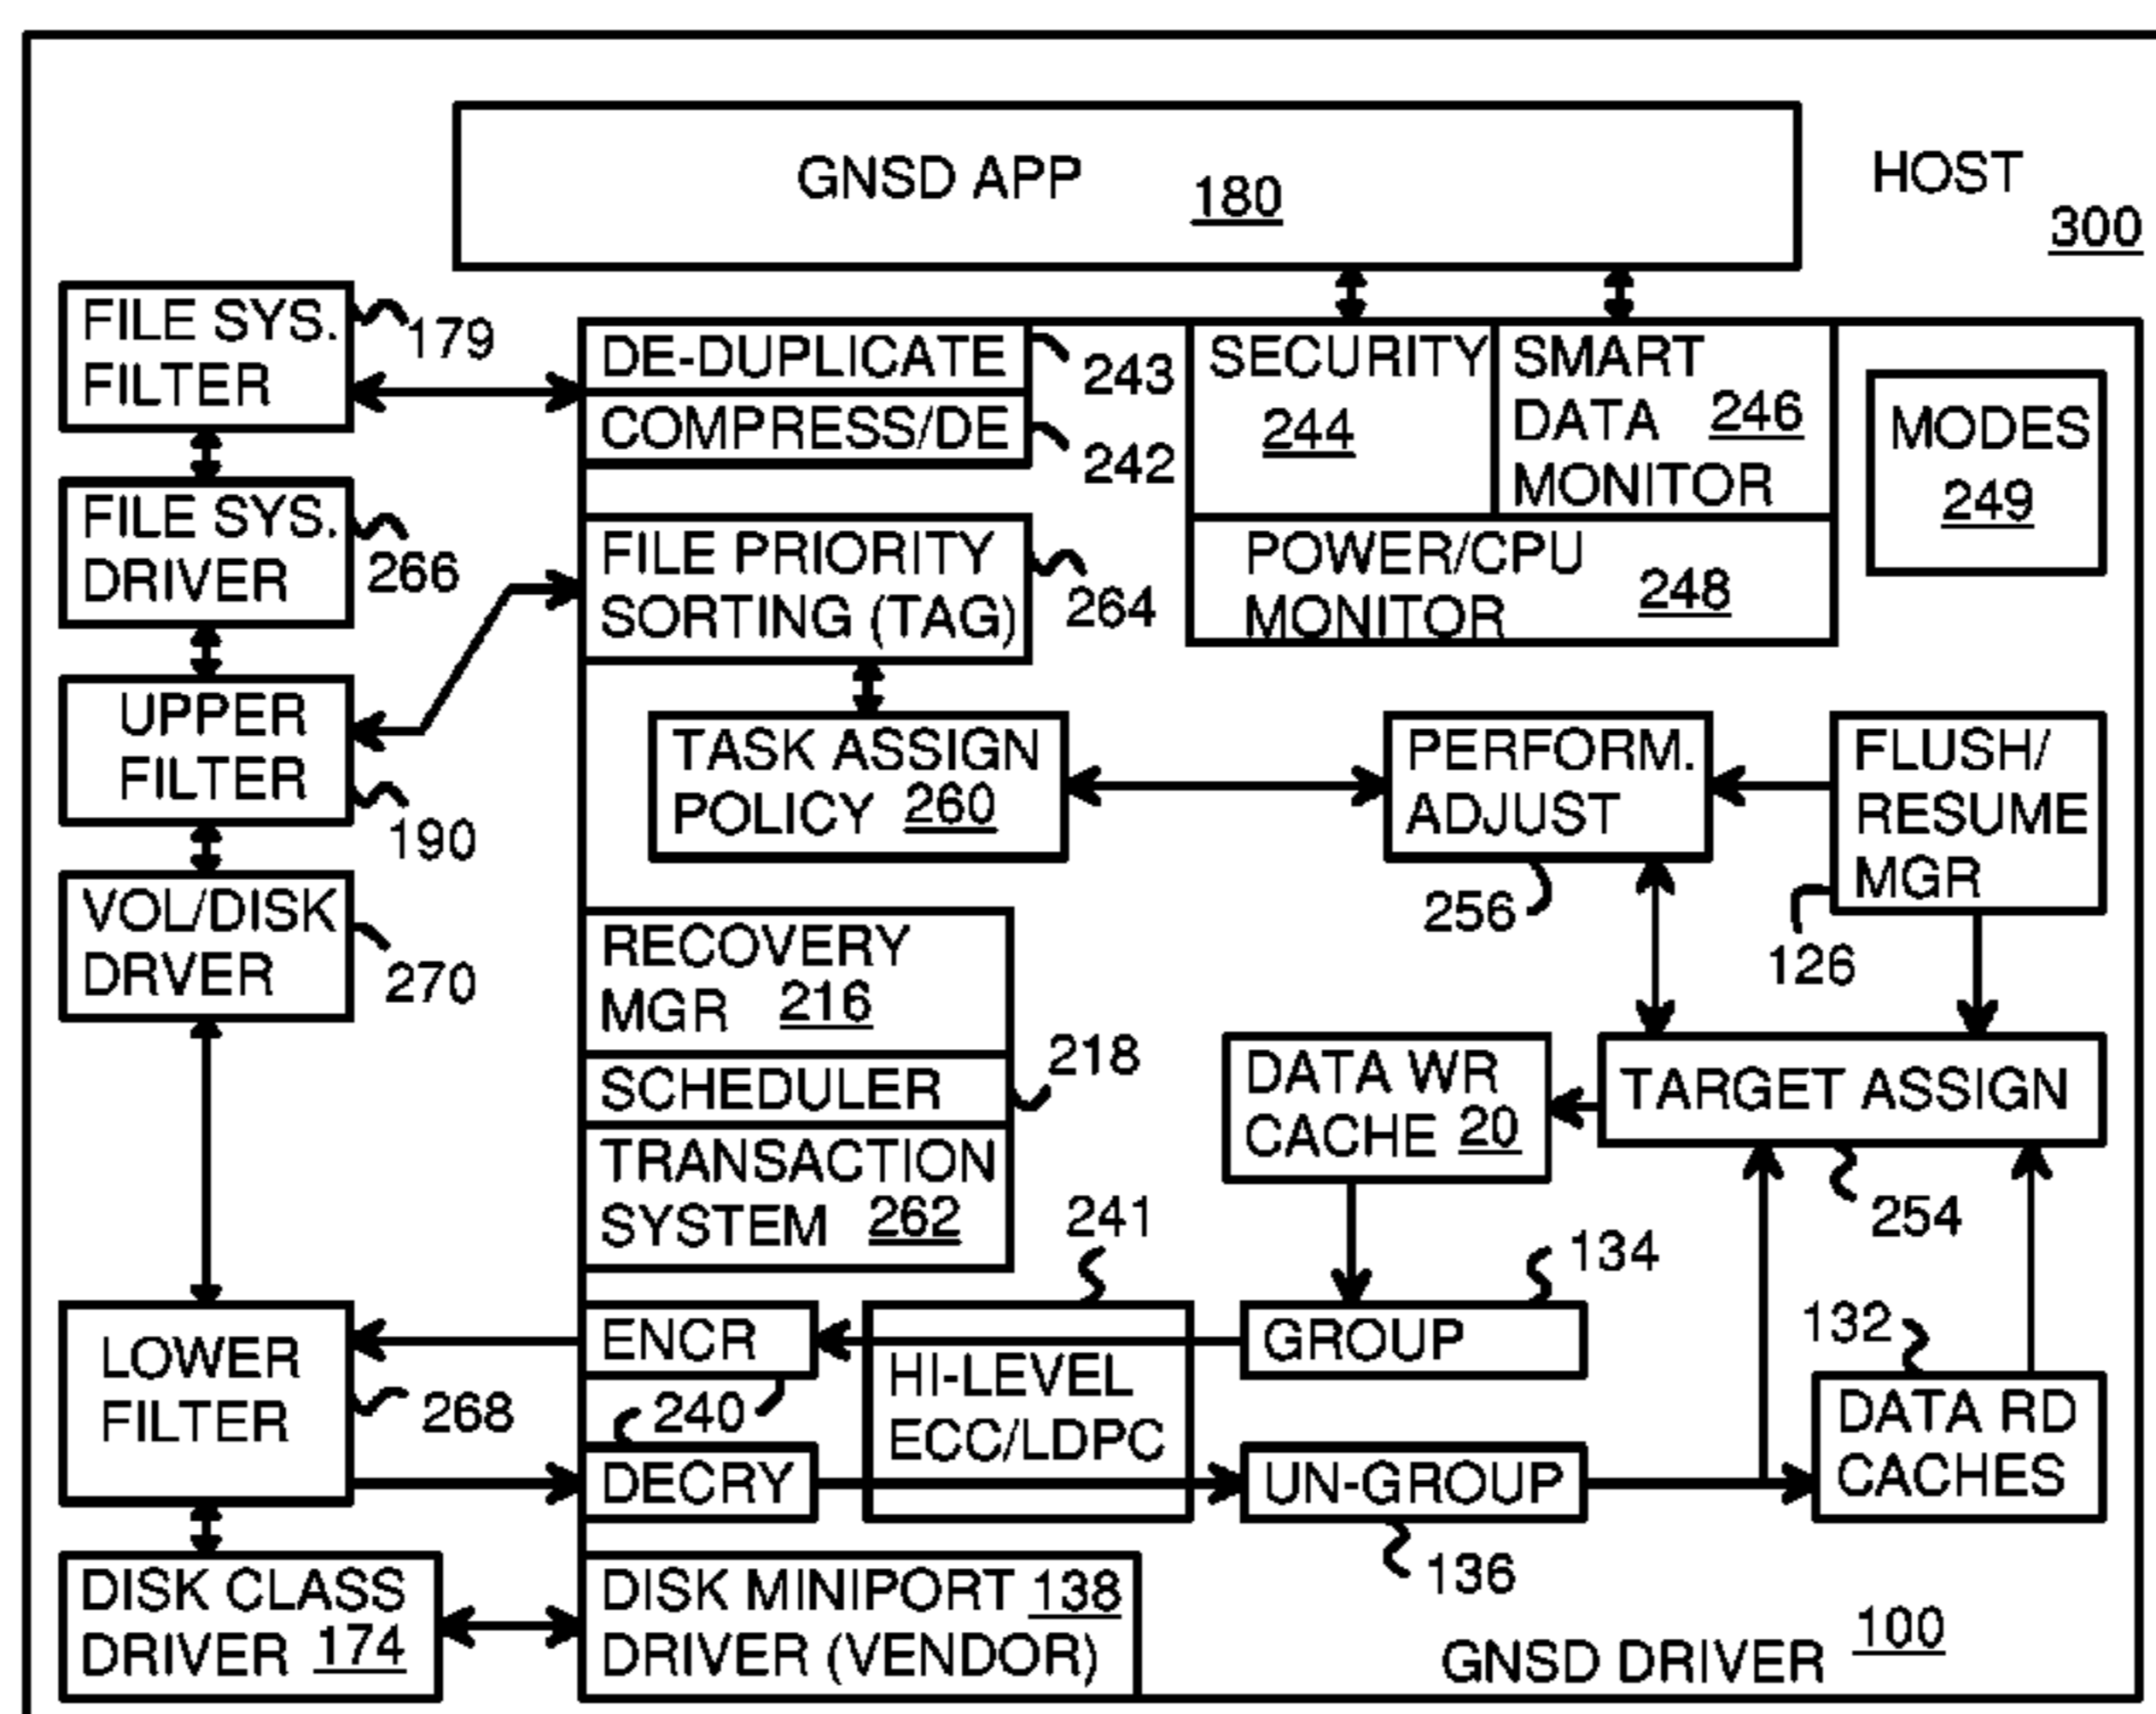 GNSD APP 180
HOST
300
FILE SYS.
FILTER
179
FILE SYS.
DRIVER
266
UPPER
FILTER
190
VOL/DISK
DRVER
270
LOWER
FILTER
268
DISK CLASS
DRIVER 174
DE-DUPLICATE
243
COMPRESS/DE
242
SECURITY
244
SMART
DATA 246
MONITOR
MODES
249
POWER/CPU
MONITOR 248
FILE PRIORITY
SORTING (TAG)
264
TASK ASSIGN
POLICY 260
PERFORM.
ADJUST
256
FLUSH/
RESUME
MGR
126
RECOVERY
MGR 216
SCHEDULER
218
TRANSACTION
SYSTEM 262
DATA WR
CACHE 20
TARGET ASSIGN
254
241
134
ENCR
240
DECRY
HI-LEVEL
ECC/LDPC
GROUP
UN-GROUP
136
132
DATA RD
CACHES
DISK MINIPORT 138
DRIVER (VENDOR)
GNSD DRIVER 100